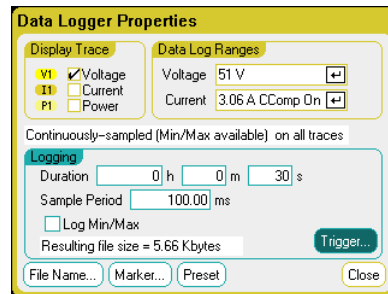 Data Logger Properties
Display Trace
V1 Voltage
I1 Current
P1 Power
Data Log Ranges
Voltage 51 V
Current 3.06 A CComp On
Continuously-sampled (Min/Max available) on all traces
Logging
Duration 0 h 0 m 30 s
Sample Period 100.00 ms
Log Min/Max
Resulting file size = 5.66 Kbytes
Trigger...
File Name... Marker... Preset Close